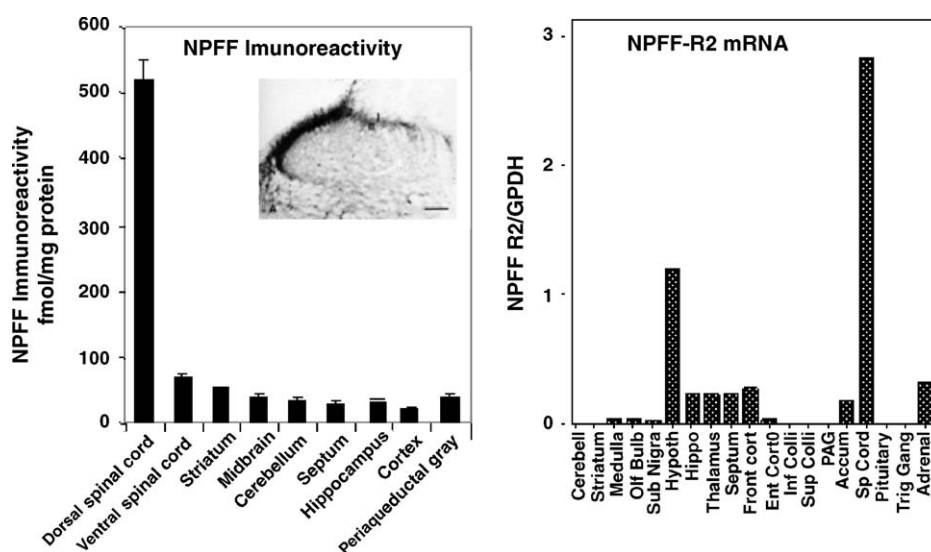 NPFF Imunoreactivity
NPFF Immunoreactivity
fmol/mg protein
600
500
400
300
200
100
0
Dorsal spinal cord
Ventral spinal cord
Striatum
Midbrain
Cerebellum
Septum
Hippocampus
Cortex
Periaqueductal gray
NPFF-R2 mRNA
NPFF R2/GPDH
3
2
1
0
Cerebell
Striatum
Medulla
Olf Bulb
Sub Nigra
Hypoth
Hippo
Thalamus
Septum
Front cort
Ent Cort0
Inf Colli
Sup Colli
PAG
Accum
Sp Cord
Pituitary
Trig Gang
Adrenal